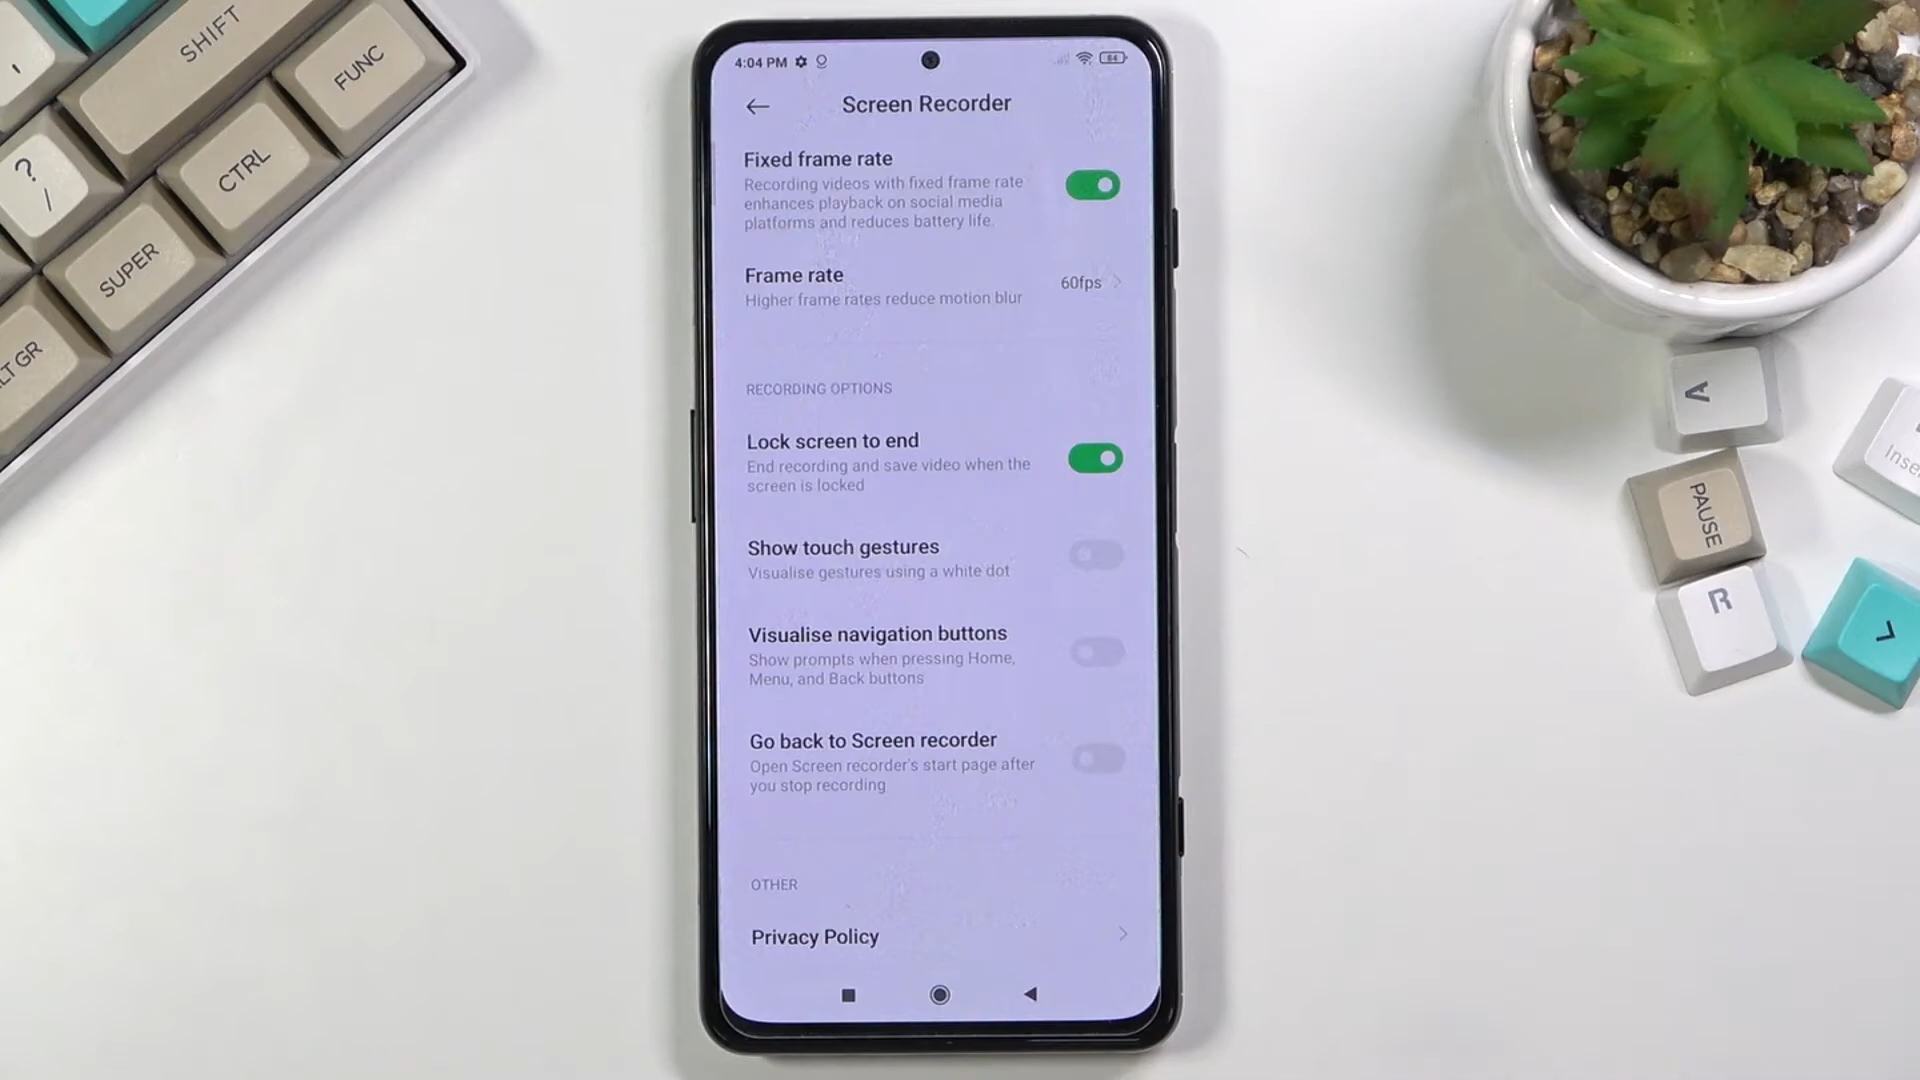 SHIFT
FUNC
,
?
/
CTRL
SUPER
LT GR
4:04 PM
84
Screen Recorder
Fixed frame rate
Recording videos with fixed frame rate
enhances playback on social media
platforms and reduces battery life.
Frame rate
60fps
Higher frame rates reduce motion blur
RECORDING OPTIONS
Lock screen to end
End recording and save video when the
screen is locked
Show touch gestures
Visualise gestures using a white dot
Visualise navigation buttons
Show prompts when pressing Home,
Menu, and Back buttons
Go back to Screen recorder
Open Screen recorder's start page after
you stop recording
OTHER
Privacy Policy
A
Inse
PAUSE
R